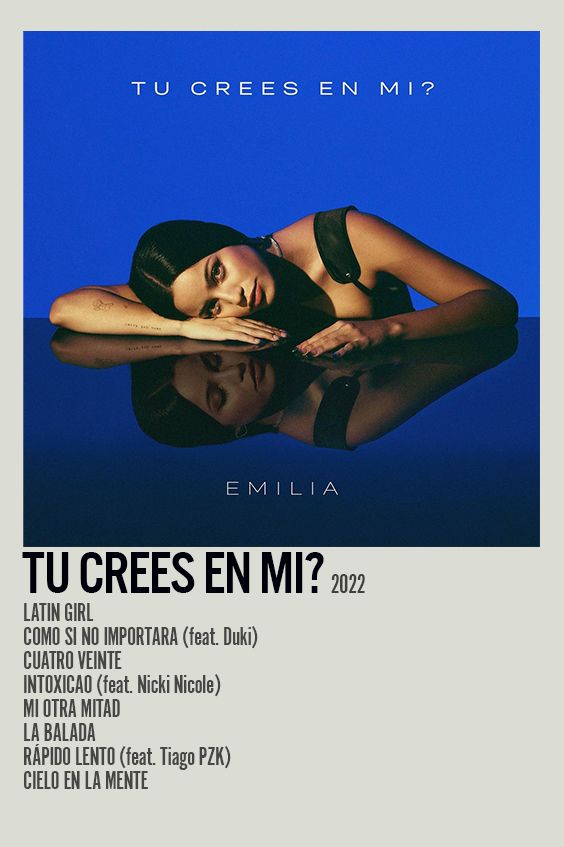 TU CREES EN MI?
EMILIA
TU CREES EN MI? 2022
LATIN GIRL
COMO SI NO IMPORTARA (feat. Duki)
CUATRO VEINTE
INTOXICAO (feat. Nicki Nicole)
MI OTRA MITAD
LA BALADA
RÁPIDO LENTO (feat. Tiago PZK)
CIELO EN LA MENTE